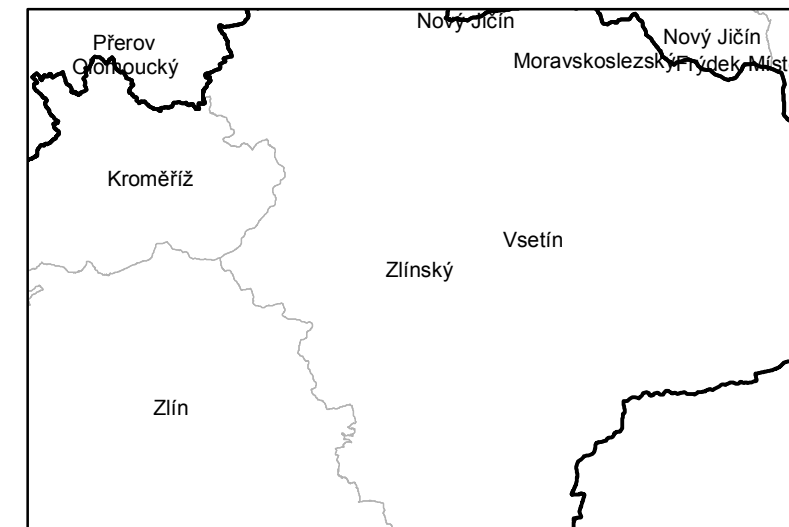 Nový Jičín
Přerov
Nový Jičín
Olomoucký
Moravskoslezský
Frýdek-Míst
Kroměříž
Vsetín
Zlínský
Zlín